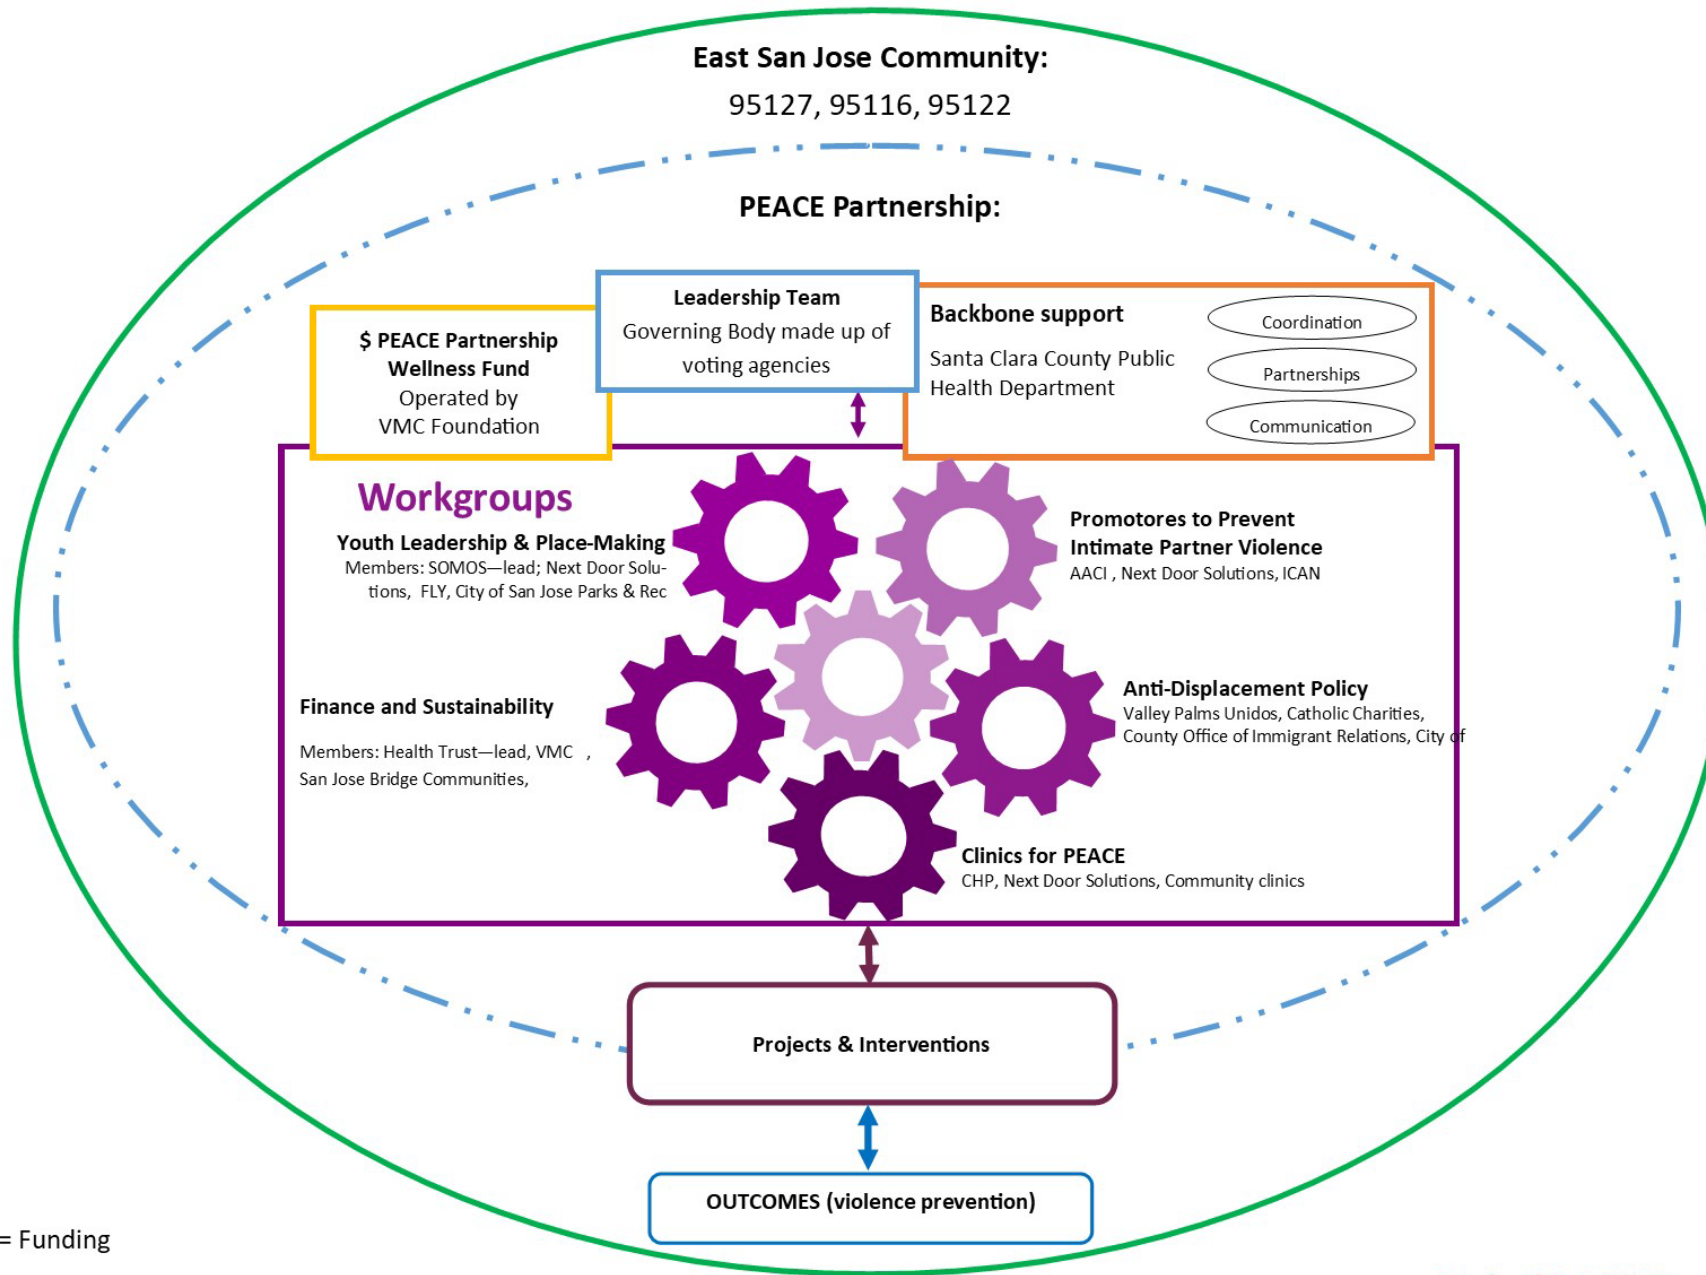 East San Jose Community:
95127, 95116, 95122
PEACE Partnership:
$ PEACE Partnership
Wellness Fund
Operated by
VMC Foundation
Leadership Team
Governing Body made up of
voting agencies
Backbone support
Santa Clara County Public
Health Department
Coordination
Partnerships
Communication
Workgroups
Youth Leadership & Place-Making
Members: SOMOS—lead; Next Door Solu-
tions, FLY, City of San Jose Parks & Rec
Promotores to Prevent
Intimate Partner Violence
AACI , Next Door Solutions, ICAN
Finance and Sustainability
Members: Health Trust—lead, VMC ,
San Jose Bridge Communities,
Anti-Displacement Policy
Valley Palms Unidos, Catholic Charities,
County Office of Immigrant Relations, City of
Clinics for PEACE
CHP, Next Door Solutions, Community clinics
Projects & Interventions
OUTCOMES (violence prevention)
= Funding